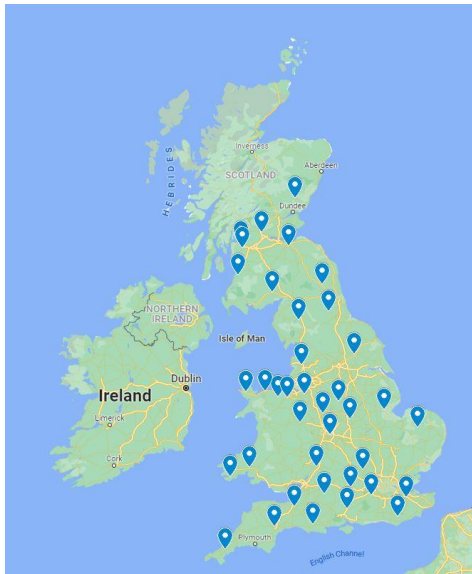 Inverness
Aberdeen
SCOTLAND
HEBRIDES
Dundee
NORTHERN
IRELAND
Isle of Man
Dublin
Ireland
Limerick
Cork
Plymouth
English Channel